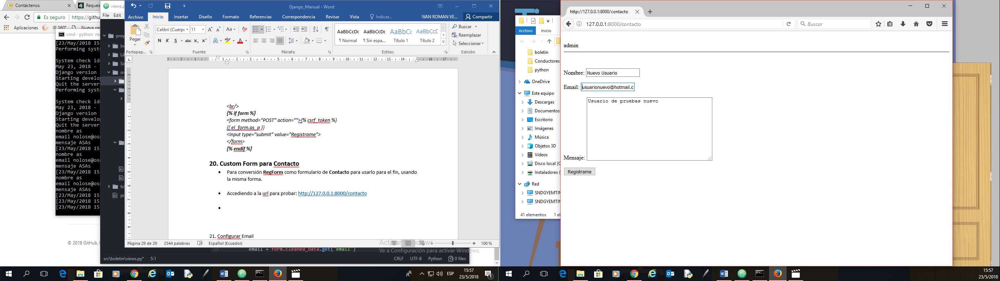 Contáctenos
Reques
Es seguro
https://githu
Aplicaciones
IP 360°
Nueva pe
cmd - python ma
[23/May/2018 15
Performing syst
System check id
May 23, 2018 -
Django version
Starting develop
Quit the server
Performing syst
System check id
May 23, 2018 -
Django version
Starting develop
Quit the server
nombre as
email nolose@os
mensaje ASAs
[23/May/2018 15
nombre as
email nolose@os
mensaje ASAs
[23/May/2018 15
nombre as
email nolose@os
mensaje ASAs
[23/May/2018 15
[23/May/2018 15
[23/May/2018 15
© 2018 GitHub,
views.p
File Edit
proy
In
Lib
Sc
src
tcl
pi
Django_Manual - Word
Archivo Inicio Insertar Diseño Formato Referencias Correspondencia Revisar Vista Indicar... IVAN ROMAN VE... Compartir
Calibri (Cuerpo 11
Pegar
N K S abc x₂ x²
AaBbCcDc AaBbCcDc AaBbCc AaBbCcD
¶ Normal ¶ Sin espa... Título 1 Título 2
Buscar
Reemplazar
Seleccionar
Portapap... Fuente Párrafo Estilos Edición
<br/>
{% if form %}
<form method="POST" action="">{% csrf_token %}
{{ el_form.as_p }}
<input type="submit" value="Registrame">
</form>
{% endif %}
20. Custom Form para Contacto
• Para conversión RegForm como formulario de Contacto para usarlo para el fin, usando
la misma forma.
• Accediendo a la url para probar: http://127.0.0.1:8000/contacto
•
21. Configurar Email
Página 29 de 29 2544 palabras Español (Ecuador) 100 %
Activar Windows
Ve a Configuración para activar Windows.
29 email = form.cleaned_data.get("email")
src\boletin\views.py* 5:1 CRLF UTF-8 Python 0 files
ESP
15:57
23/5/2018
1
Archivo Inicio
boletin
Conductores
python
OneDrive
Este equipo
Descargas
Documentos
Escritorio
Imágenes
Música
Objetos 3D
Vídeos
Disco local (C
Instaladores (
Red
SNDGYEMTIN
SNDGYEMTIN
41 elementos 1 el
http://127.0.0.1:8000/contacto
127.0.0.1:8000/contacto
Buscar
admin
Nombre: Nuevo Usuario
Email: usuarionuevo@hotmail.c
Usuario de pruebas nuevo
Mensaje:
Registrame
15:57
23/5/2018